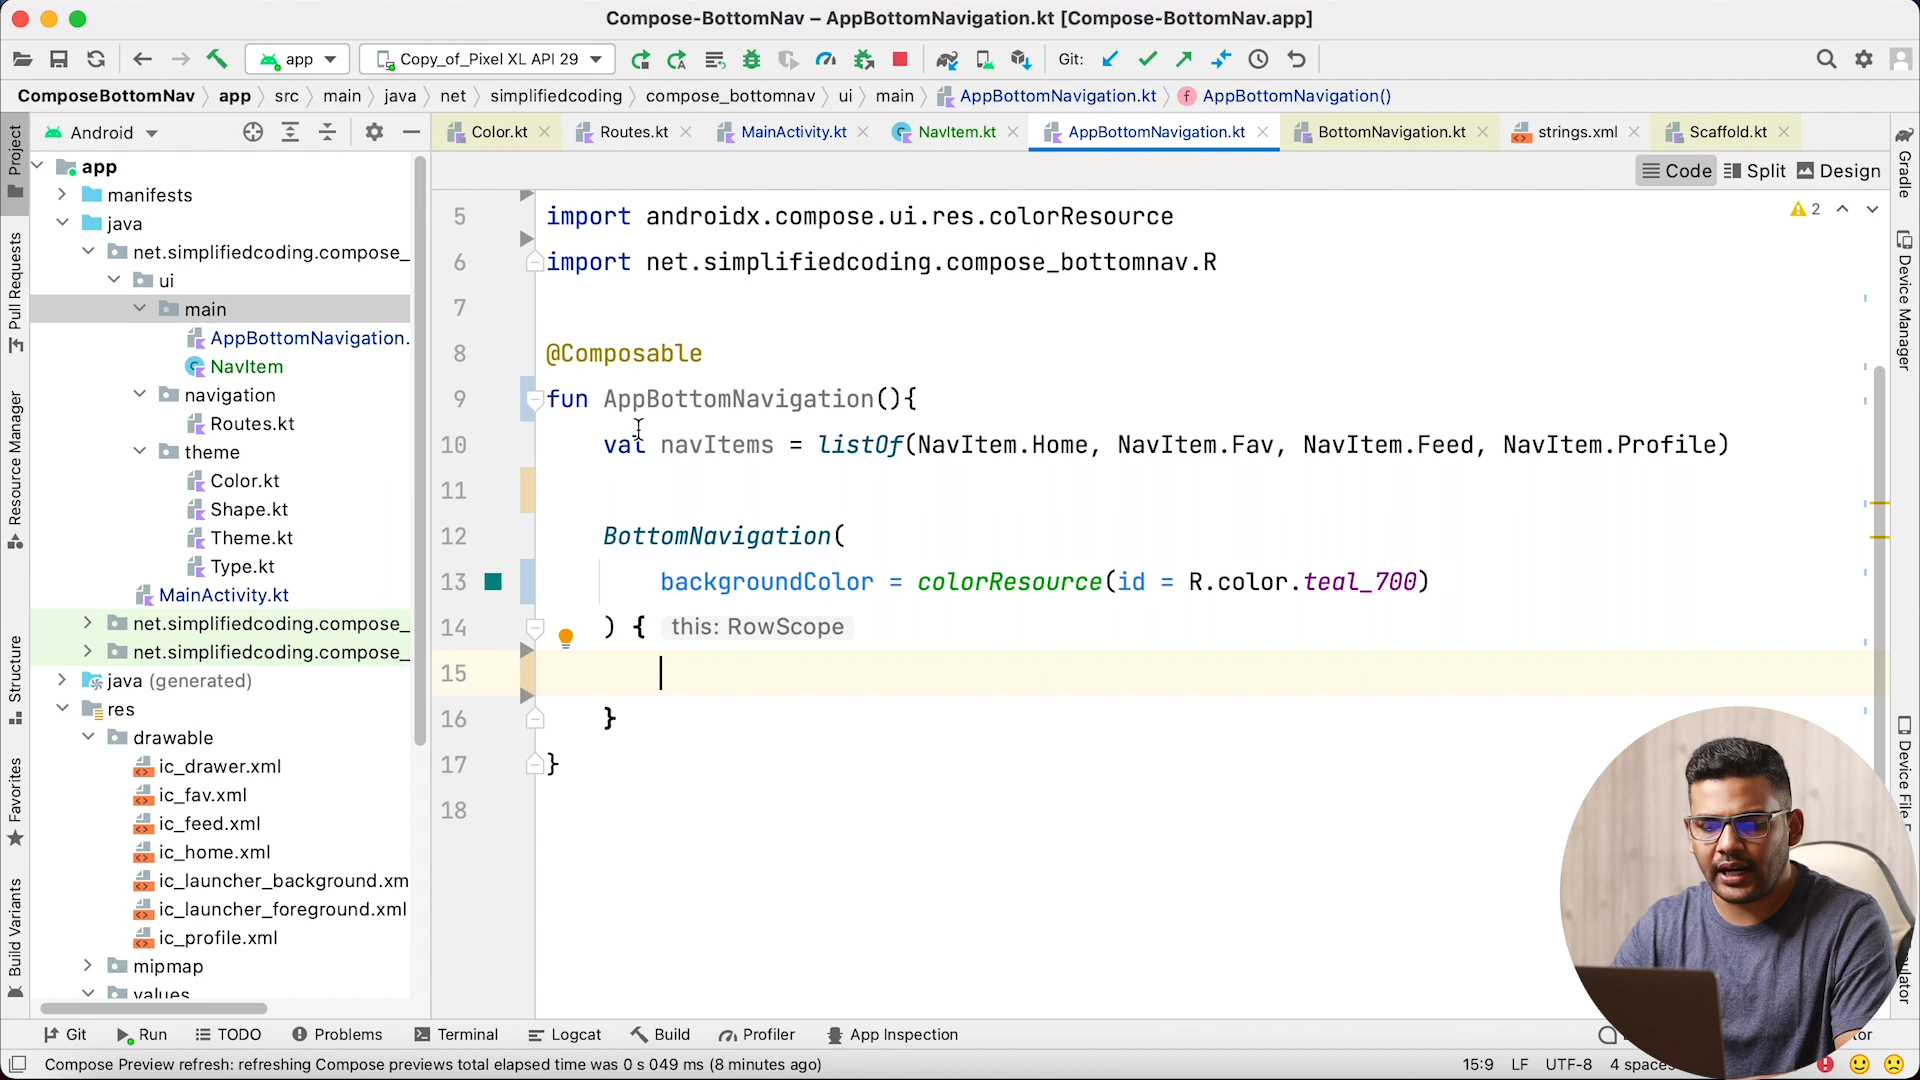 Compose-BottomNav – AppBottomNavigation.kt [Compose-BottomNav.app]
app
Copy_of_Pixel XL API 29
Git:
ComposeBottomNav
app
src
main
java
net
simplifiedcoding
compose_bottomnav
ui
main
AppBottomNavigation.kt
AppBottomNavigation()
Android
Color.kt
Routes.kt
MainActivity.kt
NavItem.kt
AppBottomNavigation.kt
BottomNavigation.kt
strings.xml
Scaffold.kt
Code
Split
Design
2
Project
Pull Requests
Resource Manager
Structure
Favorites
Build Variants
app
manifests
java
net.simplifiedcoding.compose_
ui
main
AppBottomNavigation.
NavItem
navigation
Routes.kt
theme
Color.kt
Shape.kt
Theme.kt
Type.kt
MainActivity.kt
net.simplifiedcoding.compose_
net.simplifiedcoding.compose_
java (generated)
res
drawable
ic_drawer.xml
ic_fav.xml
ic_feed.xml
ic_home.xml
ic_launcher_background.xm
ic_launcher_foreground.xml
ic_profile.xml
mipmap
values
5 import androidx.compose.ui.res.colorResource
6 import net.simplifiedcoding.compose_bottomnav.R
7
8 @Composable
9 fun AppBottomNavigation(){
10 val navItems = listOf(NavItem.Home, NavItem.Fav, NavItem.Feed, NavItem.Profile)
11
12 BottomNavigation(
13 backgroundColor = colorResource(id = R.color.teal_700)
14 ) { this: RowScope
15
16 }
17 }
18
Gradle
Device Manager
Device File
Git
Run
TODO
Problems
Terminal
Logcat
Build
Profiler
App Inspection
Compose Preview refresh: refreshing Compose previews total elapsed time was 0 s 049 ms (8 minutes ago)
15:9
LF
UTF-8
4 spaces